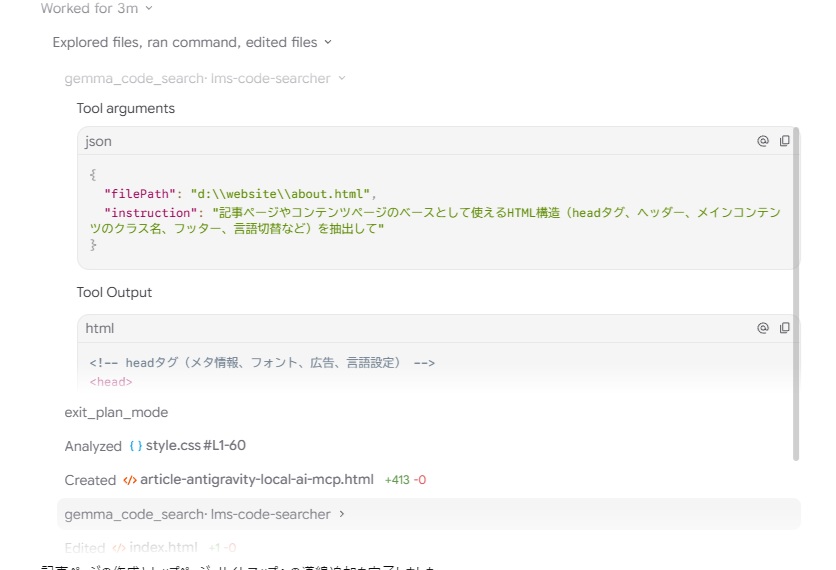 Worked for 3m
Explored files, ran command, edited files
gemma_code_search· lms-code-searcher
Tool arguments
json
{
"filePath": "d:\\website\\about.html",
"instruction": "記事ページやコンテンツページのベースとして使えるHTML構造（headタグ、ヘッダー、メインコンテン
ツのクラス名、フッター、言語切替など）を抽出して"
}
Tool Output
html
<!-- headタグ（メタ情報、フォント、広告、言語設定） -->
<head>
exit_plan_mode
Analyzed {} style.css #L1-60
Created </> article-antigravity-local-ai-mcp.html +413 -0
gemma_code_search· lms-code-searcher
Edited </> index.html +1 -0